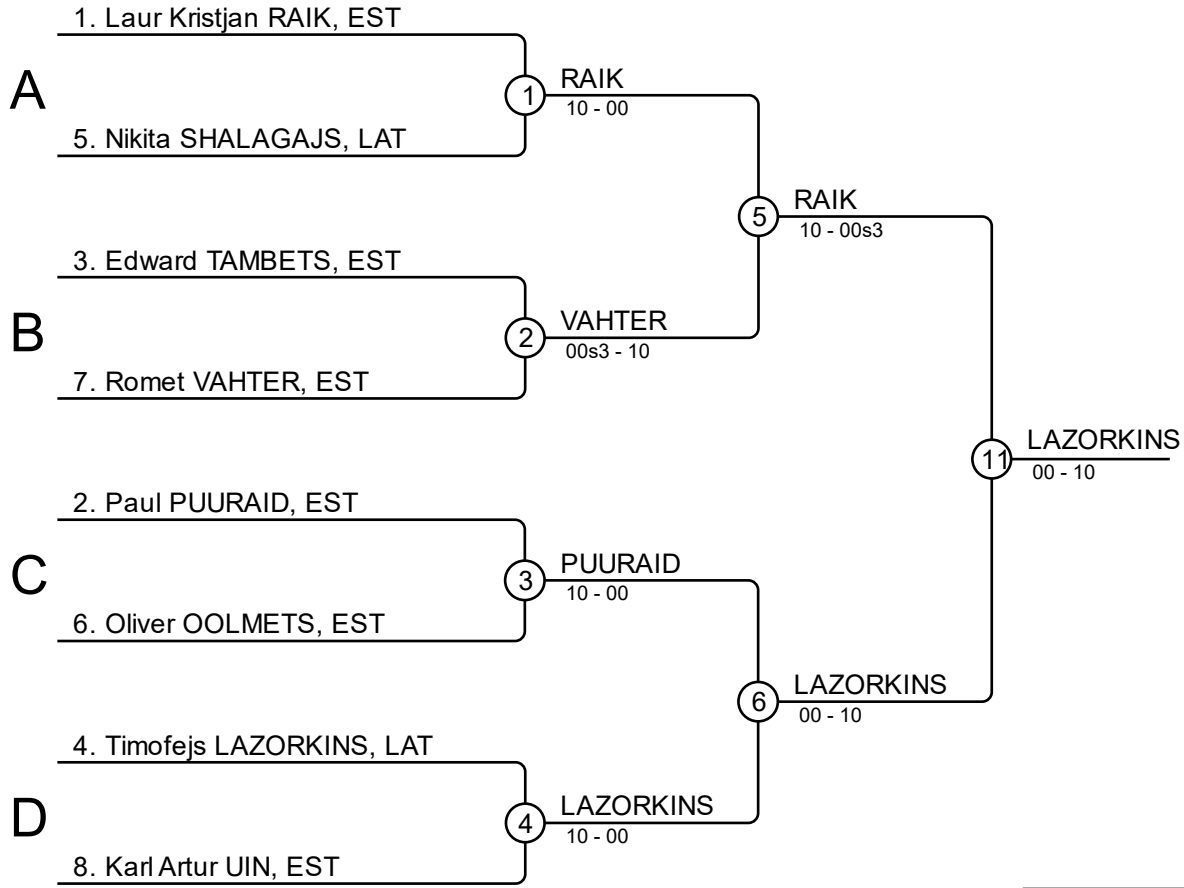 1. Laur Kristjan RAIK, EST
A
1
RAIK
10 - 00
5. Nikita SHALAGAJS, LAT
5
RAIK
10 - 00s3
3. Edward TAMBETS, EST
B
2
VAHTER
00s3 - 10
7. Romet VAHTER, EST
11
LAZORKINS
00 - 10
2. Paul PUURAID, EST
C
3
PUURAID
10 - 00
6. Oliver OOLMETS, EST
6
LAZORKINS
00 - 10
4. Timofejs LAZORKINS, LAT
D
4
LAZORKINS
10 - 00
8. Karl Artur UIN, EST